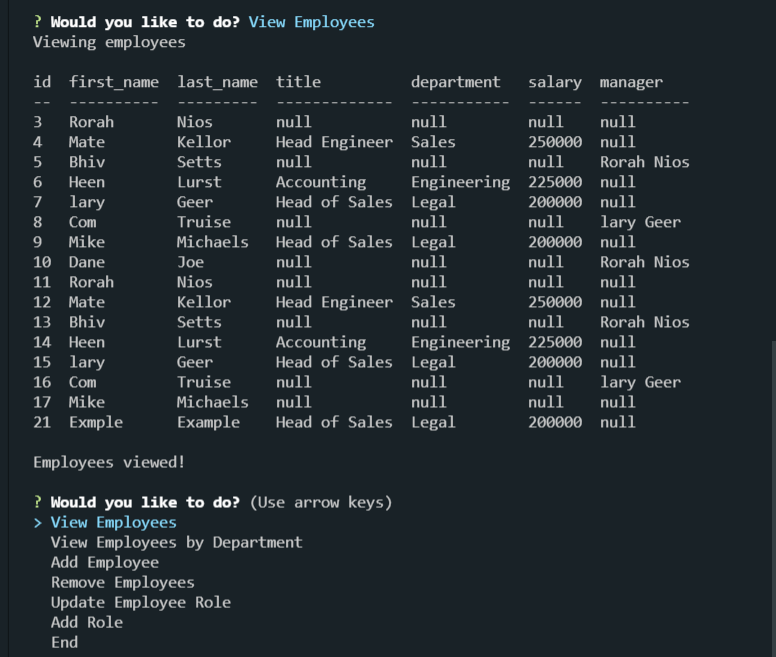 ? Would you like to do? View Employees
Viewing employees
id  first_name  last_name  title          department   salary  manager
--  ----------  ---------  -------------  -----------  ------  ----------
3   Rorah       Nios       null           null         null    null
4   Mate        Kellor     Head Engineer  Sales        250000  null
5   Bhiv        Setts      null           null         null    Rorah Nios
6   Heen        Lurst      Accounting     Engineering  225000  null
7   lary        Geer       Head of Sales  Legal        200000  null
8   Com         Truise     null           null         null    lary Geer
9   Mike        Michaels   Head of Sales  Legal        200000  null
10  Dane        Joe        null           null         null    Rorah Nios
11  Rorah       Nios       null           null         null    null
12  Mate        Kellor     Head Engineer  Sales        250000  null
13  Bhiv        Setts      null           null         null    Rorah Nios
14  Heen        Lurst      Accounting     Engineering  225000  null
15  lary        Geer       Head of Sales  Legal        200000  null
16  Com         Truise     null           null         null    lary Geer
17  Mike        Michaels   null           null         null    null
21  Exmple      Example    Head of Sales  Legal        200000  null
Employees viewed!
? Would you like to do? (Use arrow keys)
> View Employees
  View Employees by Department
  Add Employee
  Remove Employees
  Update Employee Role
  Add Role
  End